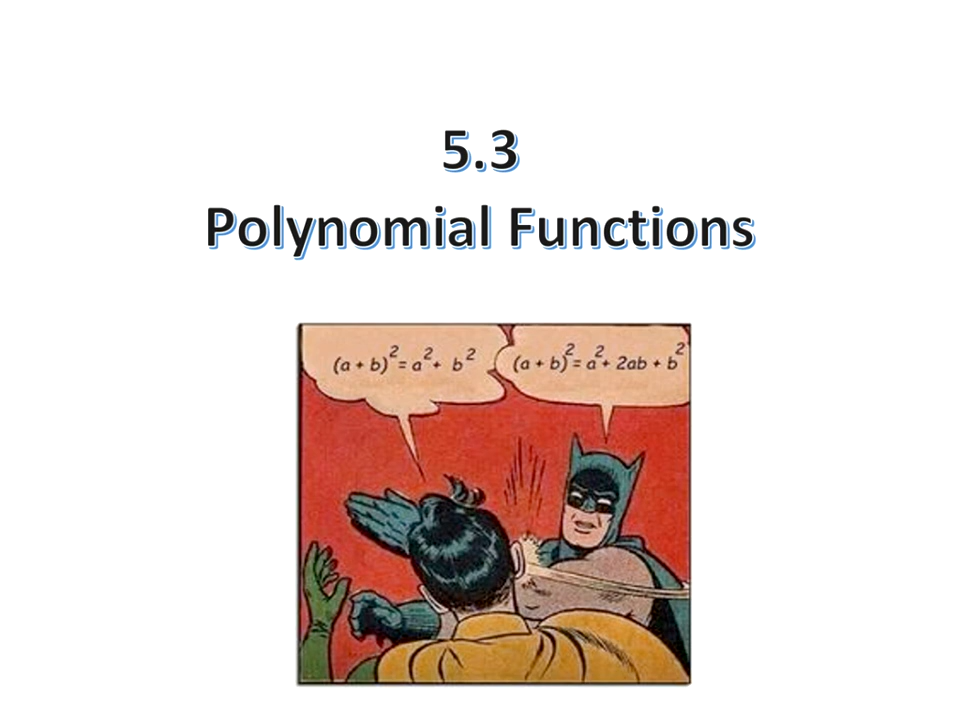 5.3
Polynomial Functions
(a + b)² = a² + b²
(a + b)² = a² + 2ab + b²